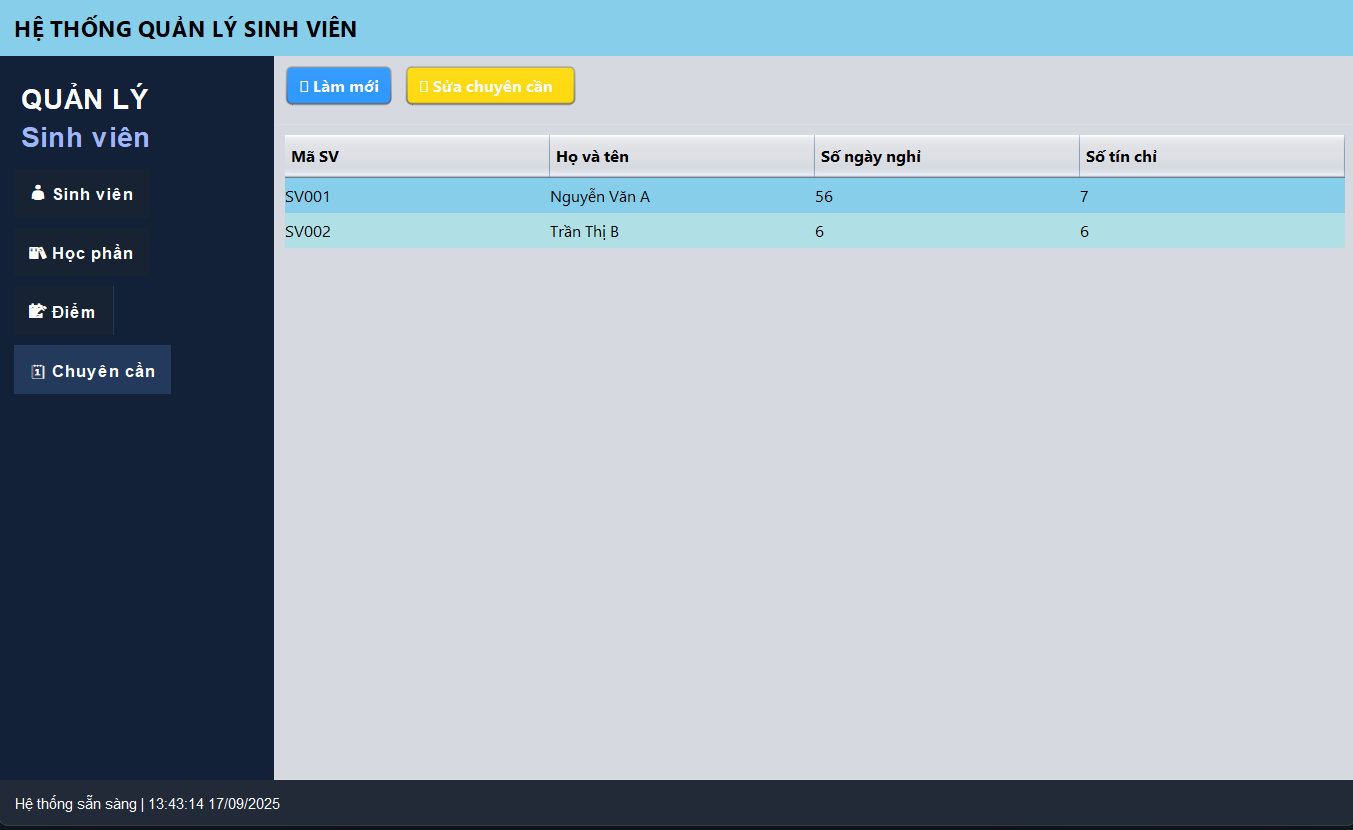 HỆ THỐNG QUẢN LÝ SINH VIÊN
QUẢN LÝ
Sinh viên
Sinh viên
Học phần
Điểm
Chuyên cần
Làm mới
Sửa chuyên cần
Mã SV Họ và tên Số ngày nghỉ Số tín chỉ
SV001 Nguyễn Văn A 56 7
SV002 Trần Thị B 6 6
Hệ thống sẵn sàng | 13:43:14 17/09/2025